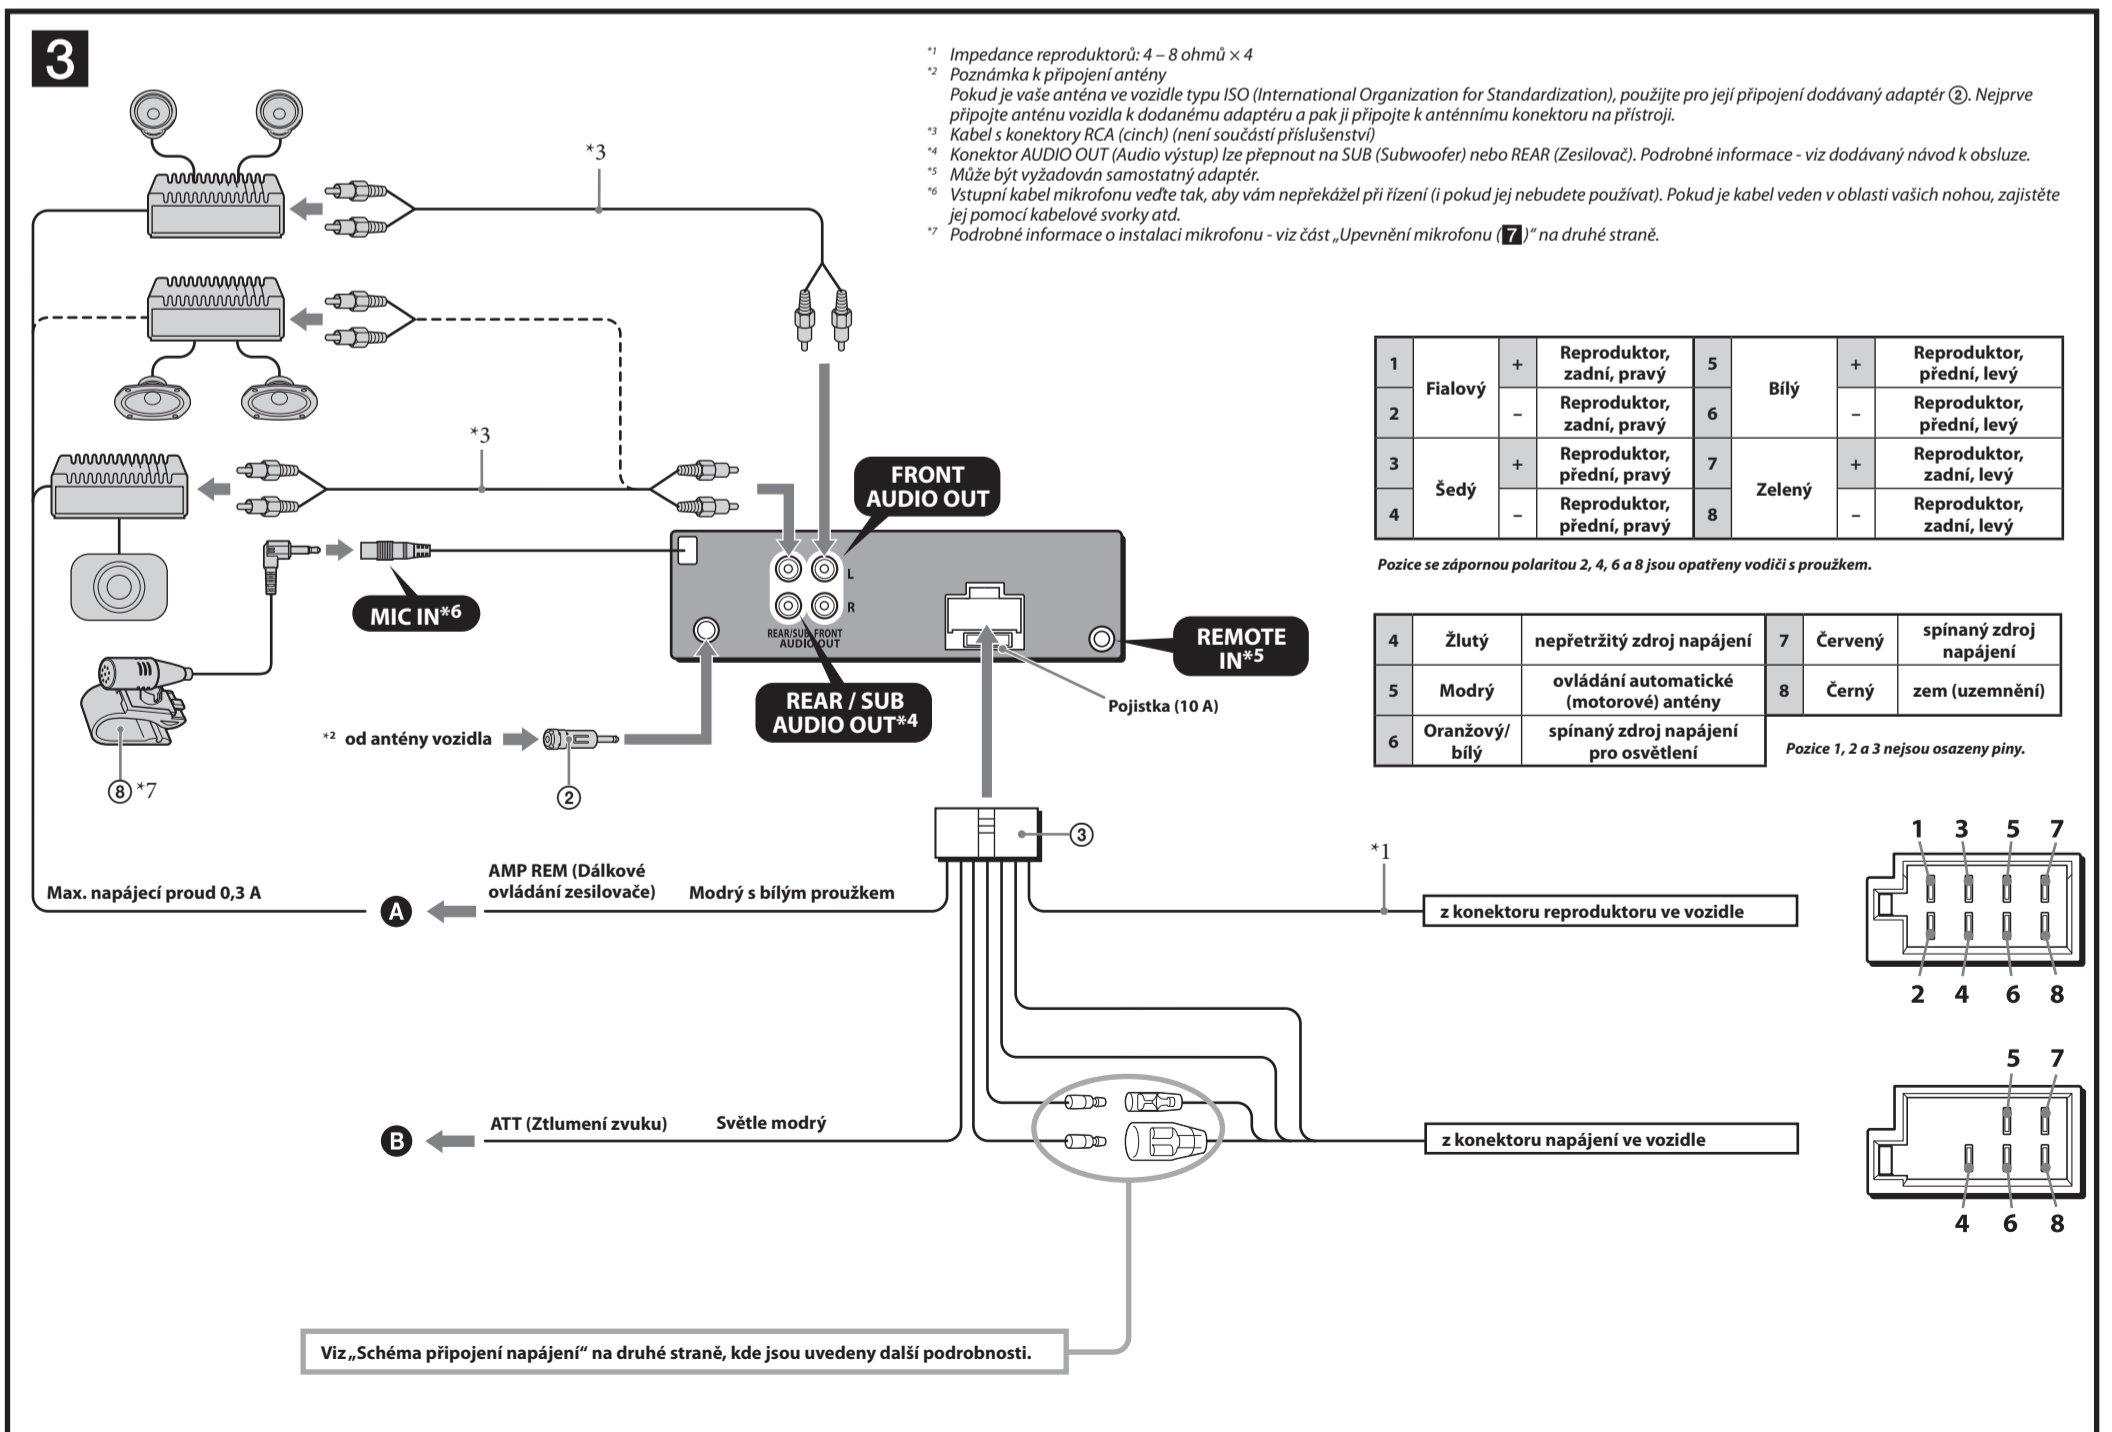 3
*1 Impedance reproduktorů: 4 – 8 ohmů × 4
*2 Poznámka k připojení antény
Pokud je vaše anténa ve vozidle typu ISO (International Organization for Standardization), použijte pro její připojení dodávaný adaptér ②. Nejprve
připojte anténu vozidla k dodanému adaptéru a pak ji připojte k anténnímu konektoru na přístroji.
*3 Kabel s konektory RCA (cinch) (není součástí příslušenství)
*4 Konektor AUDIO OUT (Audio výstup) lze přepnout na SUB (Subwoofer) nebo REAR (Zesilovač). Podrobné informace - viz dodávaný návod k obsluze.
*5 Může být vyžadován samostatný adaptér.
*6 Vstupní kabel mikrofonu veďte tak, aby vám nepřekážel při řízení (i pokud jej nebudete používat). Pokud je kabel veden v oblasti vašich nohou, zajistěte
jej pomocí kabelové svorky atd.
*7 Podrobné informace o instalaci mikrofonu - viz část „Upevnění mikrofonu (7)“ na druhé straně.
*3
*3
FRONT
AUDIO OUT
MIC IN*6
L
R
REAR/SUB FRONT
AUDIO OUT
REMOTE
IN*5
REAR / SUB
AUDIO OUT*4
Pojistka (10 A)
*2 od antény vozidla
②
⑧ *7
③
1 Fialový + Reproduktor, zadní, pravý 5 Bílý + Reproduktor, přední, levý
2 – Reproduktor, zadní, pravý 6 – Reproduktor, přední, levý
3 Šedý + Reproduktor, přední, pravý 7 Zelený + Reproduktor, zadní, levý
4 – Reproduktor, přední, pravý 8 – Reproduktor, zadní, levý
Pozice se zápornou polaritou 2, 4, 6 a 8 jsou opatřeny vodiči s proužkem.
4 Žlutý nepřetržitý zdroj napájení 7 Červený spínaný zdroj napájení
5 Modrý ovládání automatické (motorové) antény 8 Černý zem (uzemnění)
6 Oranžový/ bílý spínaný zdroj napájení pro osvětlení
Pozice 1, 2 a 3 nejsou osazeny piny.
Max. napájecí proud 0,3 A
A
AMP REM (Dálkové
ovládání zesilovače)
Modrý s bílým proužkem
*1
z konektoru reproduktoru ve vozidle
1 3 5 7
2 4 6 8
B
ATT (Ztlumení zvuku)
Světle modrý
z konektoru napájení ve vozidle
5 7
4 6 8
Viz „Schéma připojení napájení“ na druhé straně, kde jsou uvedeny další podrobnosti.